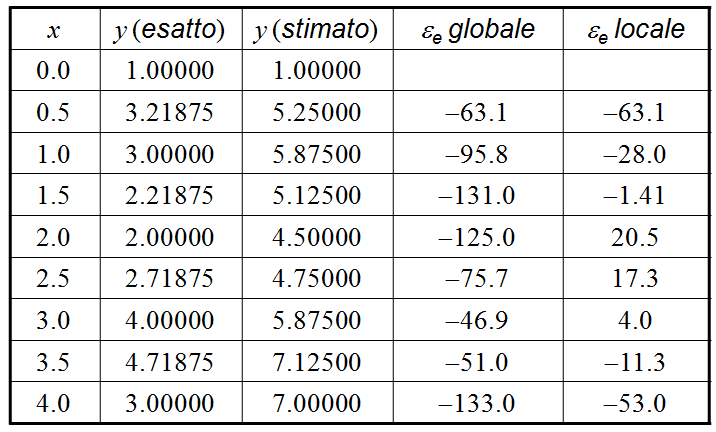 x y (esatto) y (stimato) εe globale εe locale
0.0 1.00000 1.00000
0.5 3.21875 5.25000 –63.1 –63.1
1.0 3.00000 5.87500 –95.8 –28.0
1.5 2.21875 5.12500 –131.0 –1.41
2.0 2.00000 4.50000 –125.0 20.5
2.5 2.71875 4.75000 –75.7 17.3
3.0 4.00000 5.87500 –46.9 4.0
3.5 4.71875 7.12500 –51.0 –11.3
4.0 3.00000 7.00000 –133.0 –53.0